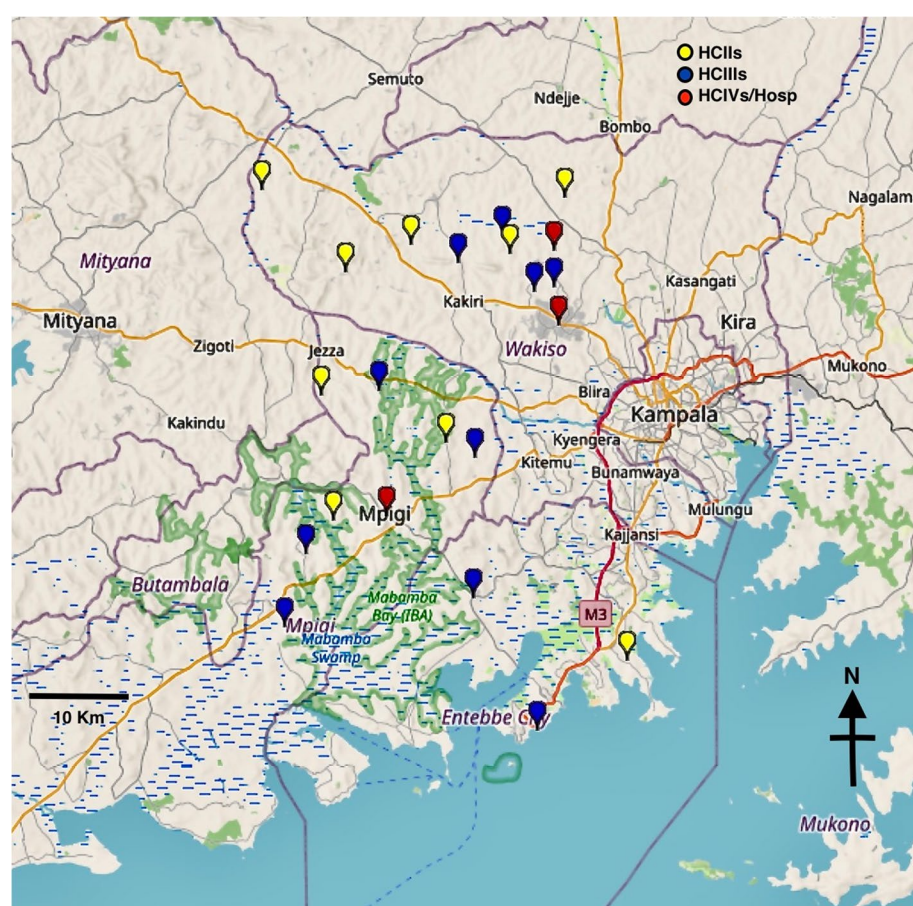 HCIIs
Semuto
HCIIIs
Ndejje
HCIVs/Hosp
Bombo
Nagalam
Mityana
Kasangati
Kakiri
Mityana
Kira
Zigoti
Jezza
Wakiso
Mukono
Kakindu
Kampala
Kyengera
Kitemu
Bunamwaya
Mpigi
Mulungu
Kajjansi
Butambala
Mabamba
Bay (IBA)
M3
Mpigi
Mabamba
Swamp
N
10 Km
Entebbe City
Mukono